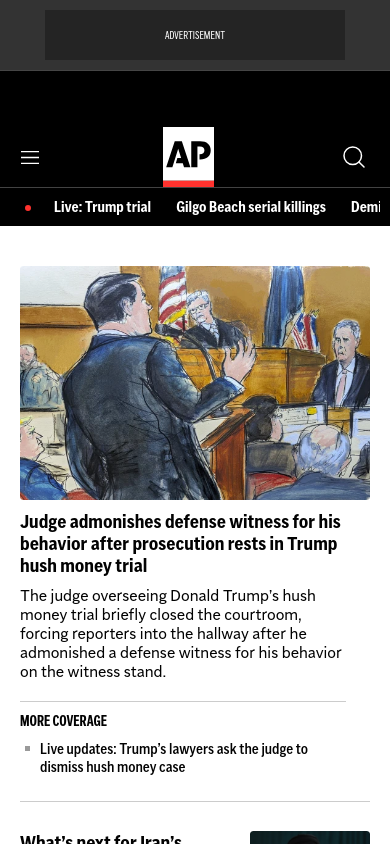 ADVERTISEMENT
AP
Live: Trump trial
Gilgo Beach serial killings
Demi
Judge admonishes defense witness for his
behavior after prosecution rests in Trump
hush money trial
The judge overseeing Donald Trump's hush
money trial briefly closed the courtroom,
forcing reporters into the hallway after he
admonished a defense witness for his behavior
on the witness stand.
MORE COVERAGE
Live updates: Trump's lawyers ask the judge to
dismiss hush money case
What's next for Iran's